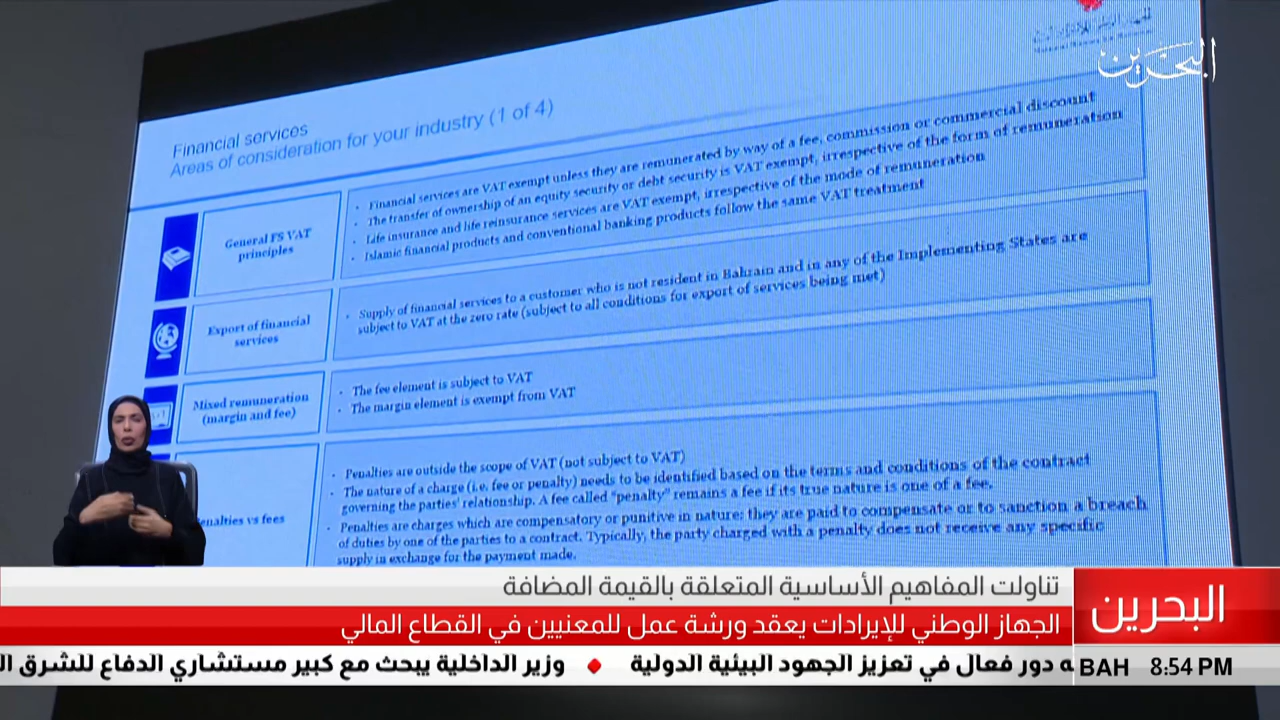 البحرين
Financial services
Areas of consideration for your industry (1 of 4)
General FS VAT
principles
• Financial services are VAT exempt unless they are remunerated by way of a fee, commission or commercial discount
• The transfer of ownership of an equity security or debt security is VAT exempt, irrespective of the form of remuneration
• Life insurance and life reinsurance services are VAT exempt, irrespective of the mode of remuneration
• Islamic financial products and conventional banking products follow the same VAT treatment
Export of financial
services
• Supply of financial services to a customer who is not resident in Bahrain and in any of the Implementing States are
subject to VAT at the zero rate (subject to all conditions for export of services being met)
Mixed remuneration
(margin and fee)
• The fee element is subject to VAT
• The margin element is exempt from VAT
enalties vs fees
• Penalties are outside the scope of VAT (not subject to VAT)
• The nature of a charge (i.e. fee or penalty) needs to be identified based on the terms and conditions of the contract
governing the parties' relationship. A fee called "penalty" remains a fee if its true nature is one of a fee.
• Penalties are charges which are compensatory or punitive in nature; they are paid to compensate or to sanction a breach
of duties by one of the parties to a contract. Typically, the party charged with a penalty does not receive any specific
supply in exchange for the payment made.
تناولت المفاهيم الأساسية المتعلقة بالقيمة المضافة
البحرين
الجهاز الوطني للإيرادات يعقد ورشة عمل للمعنيين في القطاع المالي
ه دور فعال في تعزيز الجهود البيئية الدولية ♦ وزير الداخلية يبحث مع كبير مستشاري الدفاع للشرق ال
BAH 8:54 PM